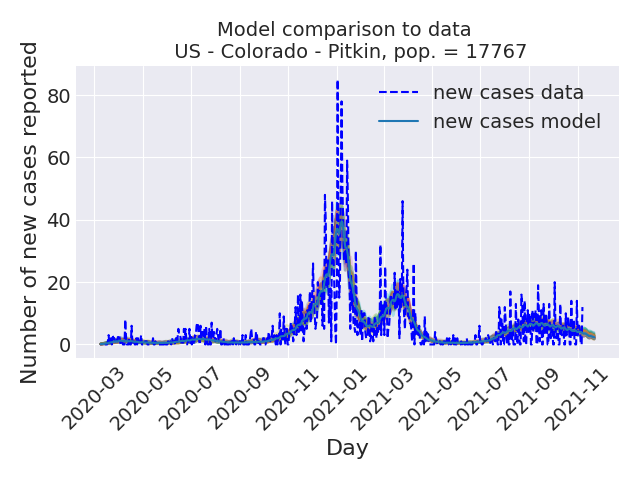 Model comparison to data
US - Colorado - Pitkin, pop. = 17767
Number of new cases reported
80
60
40
20
0
new cases data
new cases model
2020-03
2020-05
2020-07
2020-09
2020-11
2021-01
2021-03
2021-05
2021-07
2021-09
2021-11
Day